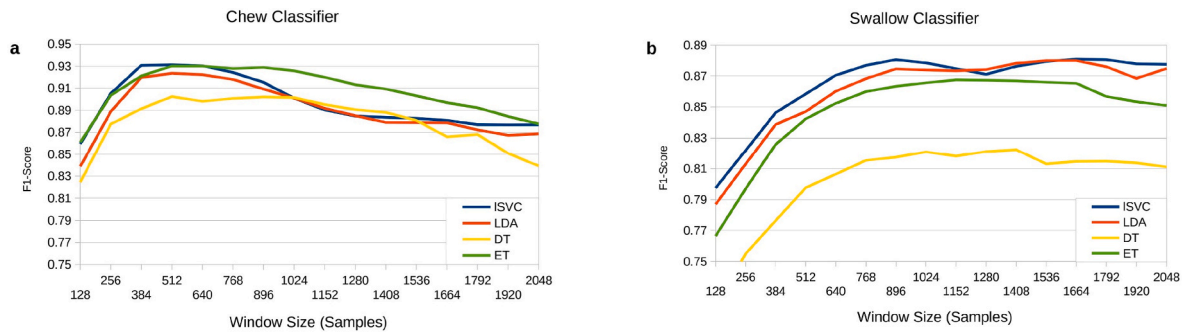 Chew Classifier
a
0.95
0.93
0.91
0.89
0.87
0.85
0.83
0.81
0.79
0.77
0.75
F1-Score
lSVC
LDA
DT
ET
256 512 768 1024 1280 1536 1792 2048
128 384 640 896 1152 1408 1664 1920
Window Size (Samples)
Swallow Classifier
b
0.89
0.87
0.85
0.83
0.81
0.79
0.77
0.75
F1-Score
lSVC
LDA
DT
ET
256 512 768 1024 1280 1536 1792 2048
128 384 640 896 1152 1408 1664 1920
Window Size (Samples)